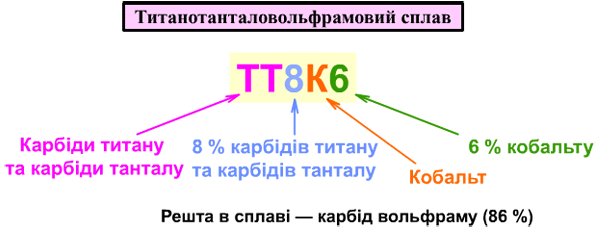 Титанотанталовольфрамовий сплав
ТТ8К6
Карбіди титану
та карбіди танталу
8 % карбідів титану
та карбідів танталу
Кобальт
6 % кобальту
Решта в сплаві — карбід вольфраму (86 %)